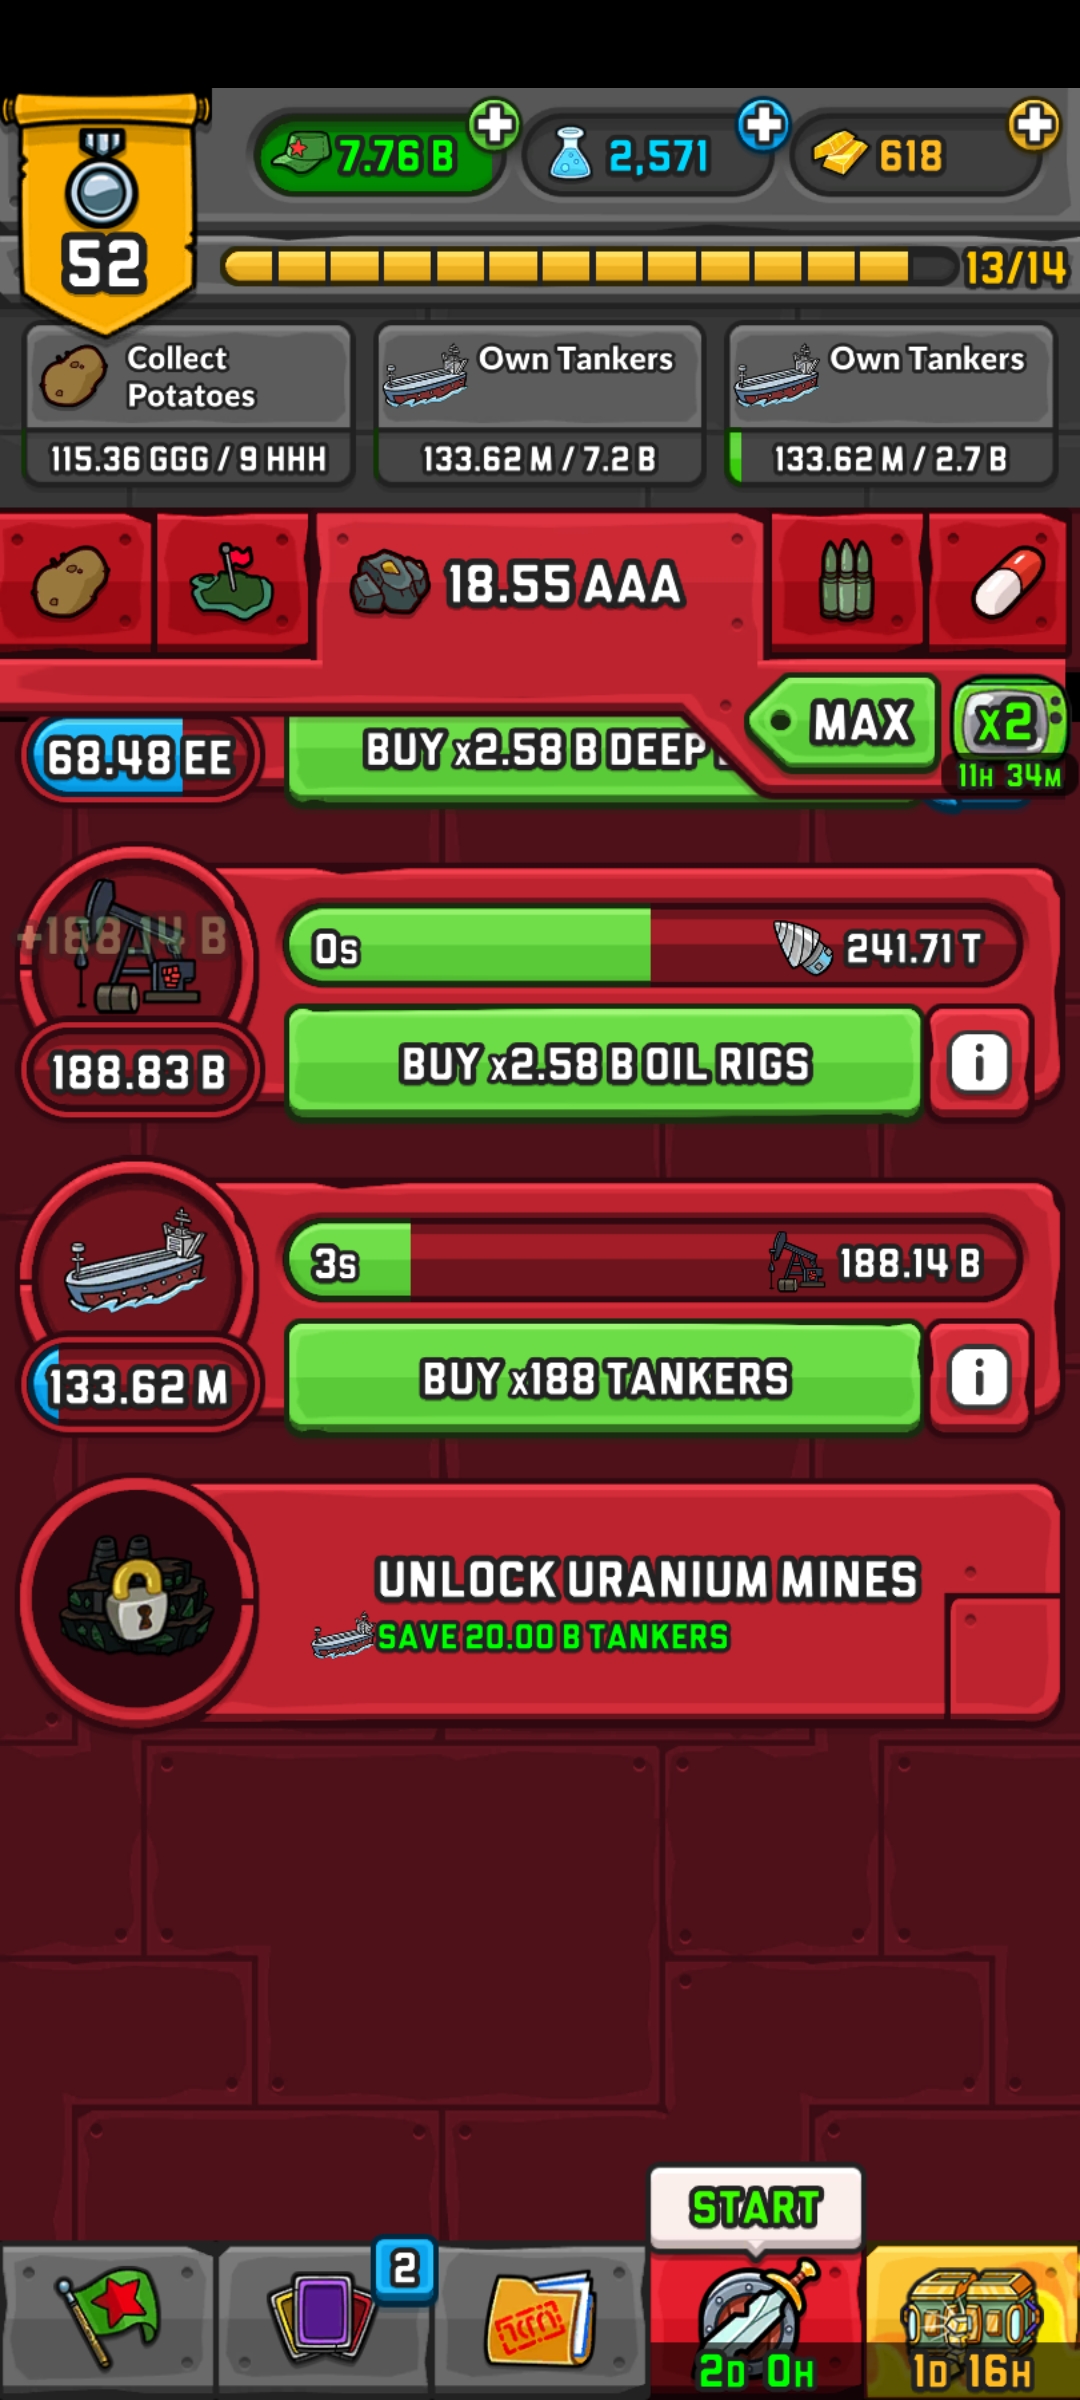 7.76 B
2,571
618
52
13/14
Collect
Potatoes
115.36 GGG / 9 HHH
Own Tankers
133.62 M / 7.2 B
Own Tankers
133.62 M / 2.7 B
18.55 AAA
MAX
x2
11H 34M
68.48 EE
BUY x2.58 B DEEP
+188.14 B
0s
241.71 T
188.83 B
BUY x2.58 B OIL RIGS
i
3s
188.14 B
133.62 M
BUY x188 TANKERS
i
UNLOCK URANIUM MINES
SAVE 20.00 B TANKERS
START
2
2D 0H
1D 16H